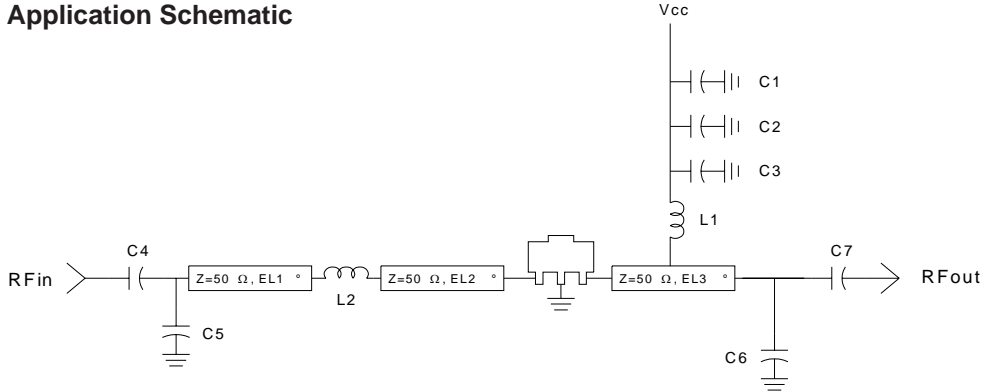 Application Schematic
Vcc
C1
C2
C3
L1
C4
C7
RFin
Z=50 Ω, EL1 °
L2
Z=50 Ω, EL2 °
Z=50 Ω, EL3 °
RFout
C5
C6